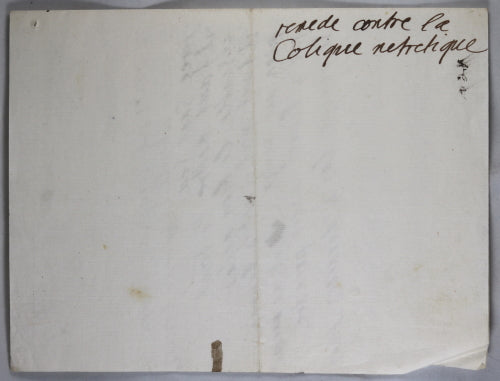 remede contre la
Colique nefretique